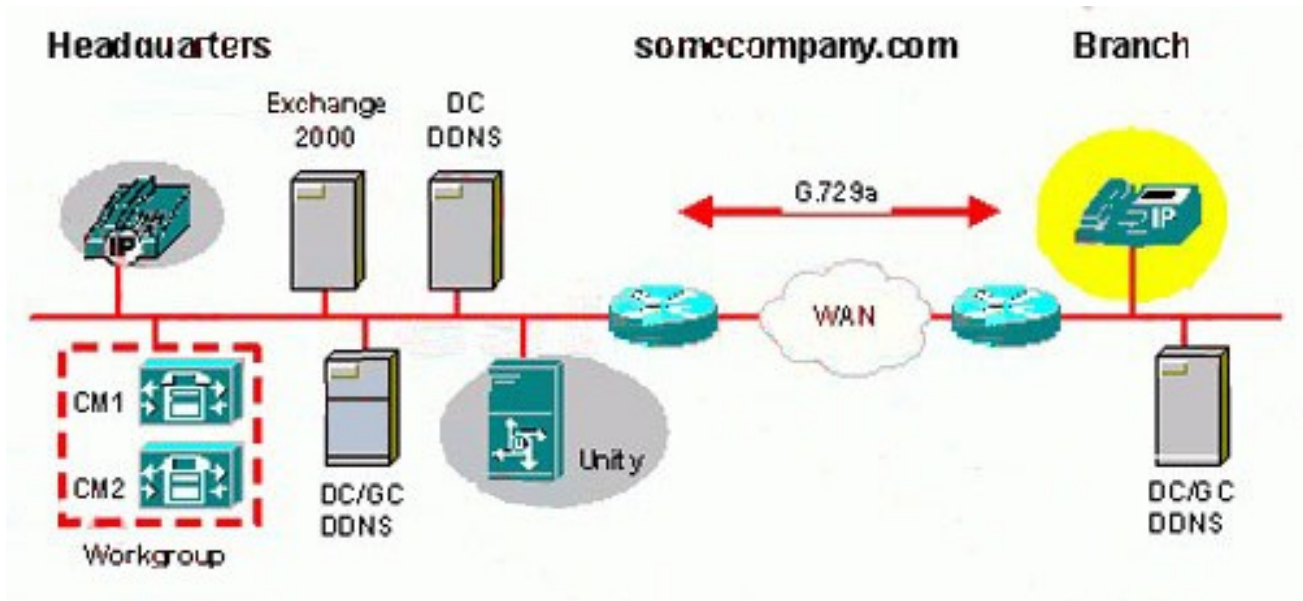 Headquarters
somecompany.com
Branch
Exchange
2000
DC
DDNS
G.729a
IP
IP
WAN
CM1
CM2
Workgroup
DC/GC
DDNS
Unity
DC/GC
DDNS